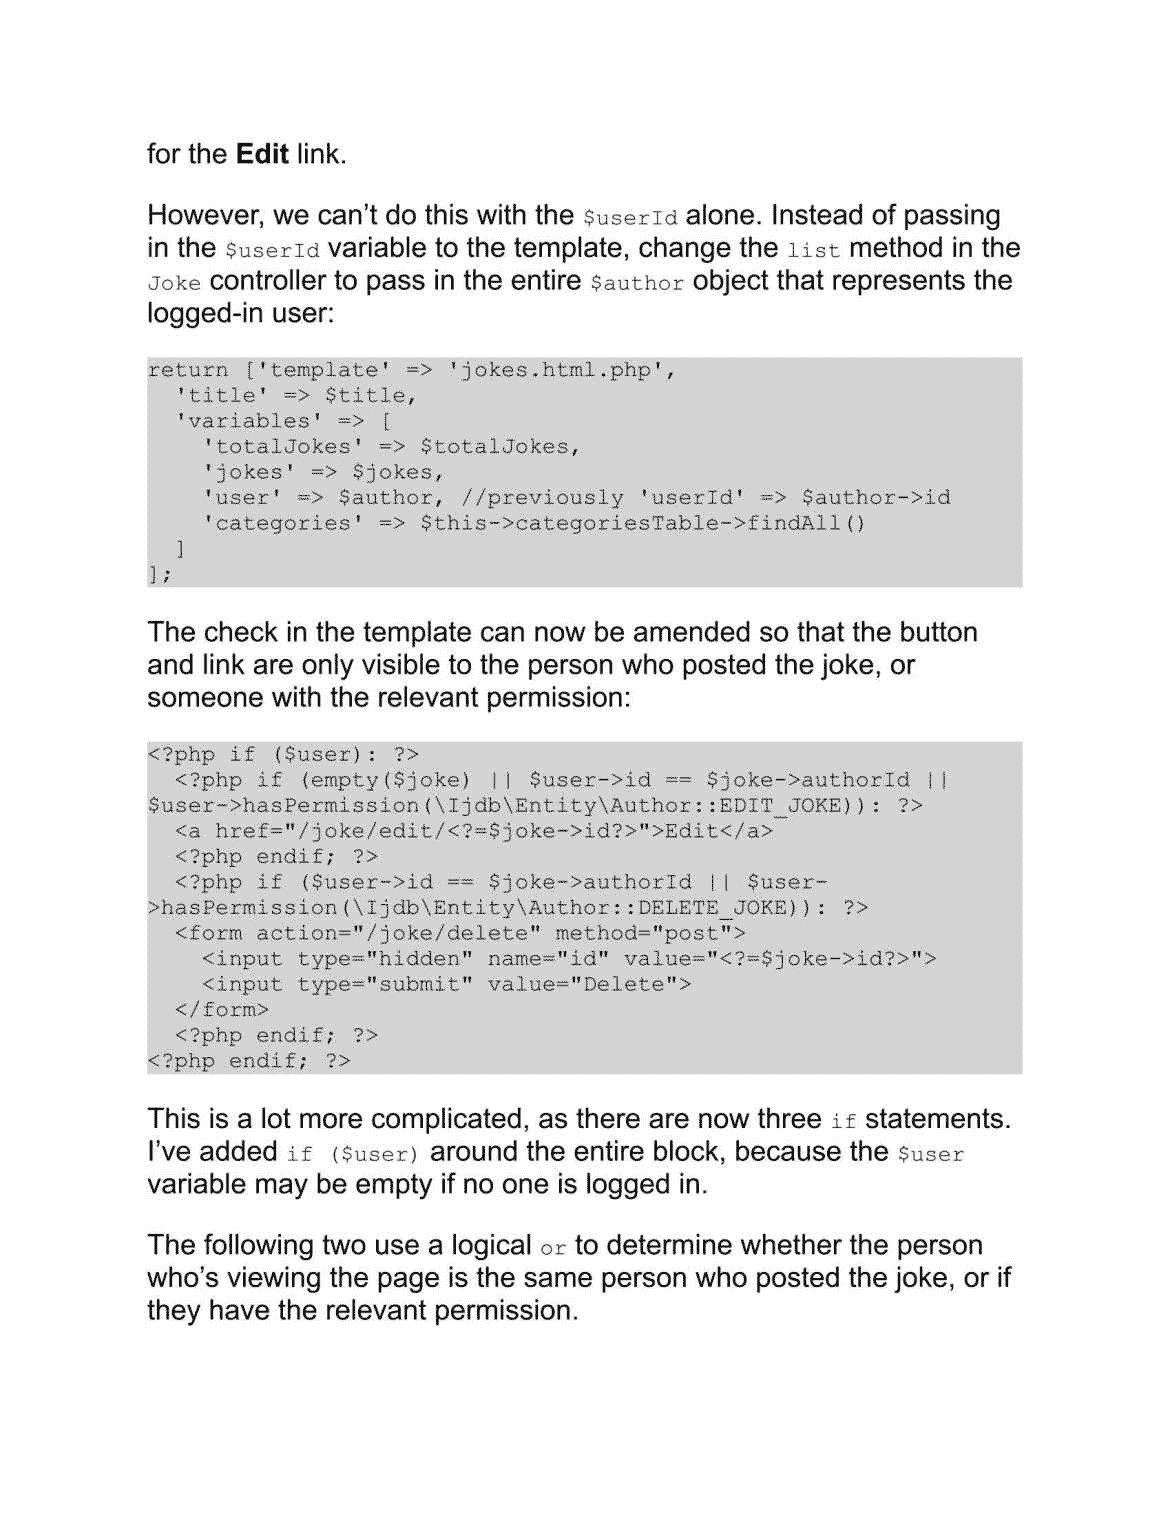 for the Edit link.
However, we can’t do this with the $userId alone. Instead of passing
in the $userId variable to the template, change the list method in the
Joke controller to pass in the entire $author object that represents the
logged-in user:
return ['template' => 'jokes.html.php',
  'title' => $title,
  'variables' => [
    'totalJokes' => $totalJokes,
    'jokes' => $jokes,
    'user' => $author, //previously 'userId' => $author->id
    'categories' => $this->categoriesTable->findAll()
  ]
];
The check in the template can now be amended so that the button
and link are only visible to the person who posted the joke, or
someone with the relevant permission:
<?php if ($user): ?>
  <?php if (empty($joke) || $user->id == $joke->authorId ||
$user->hasPermission(\Ijdb\Entity\Author::EDIT_JOKE)): ?>
  <a href="/joke/edit/<?=$joke->id?>">Edit</a>
  <?php endif; ?>
  <?php if ($user->id == $joke->authorId || $user-
>hasPermission(\Ijdb\Entity\Author::DELETE_JOKE)): ?>
  <form action="/joke/delete" method="post">
    <input type="hidden" name="id" value="<?=$joke->id?>">
    <input type="submit" value="Delete">
  </form>
  <?php endif; ?>
<?php endif; ?>
This is a lot more complicated, as there are now three if statements.
I’ve added if ($user) around the entire block, because the $user
variable may be empty if no one is logged in.
The following two use a logical or to determine whether the person
who’s viewing the page is the same person who posted the joke, or if
they have the relevant permission.